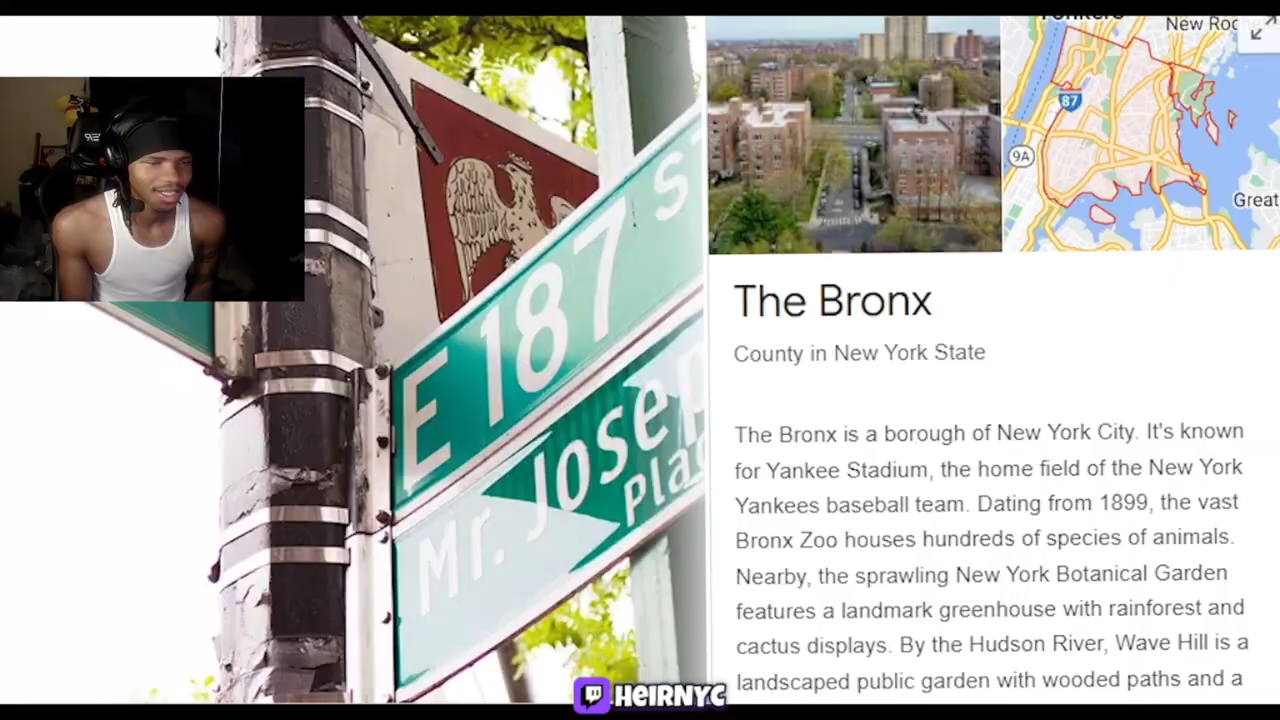 E 187 ST
Mr. Josep
Pla
New Roc
87
9A
Great
The Bronx
County in New York State
The Bronx is a borough of New York City. It's known
for Yankee Stadium, the home field of the New York
Yankees baseball team. Dating from 1899, the vast
Bronx Zoo houses hundreds of species of animals.
Nearby, the sprawling New York Botanical Garden
features a landmark greenhouse with rainforest and
cactus displays. By the Hudson River, Wave Hill is a
landscaped public garden with wooded paths and a
HEIRNYC